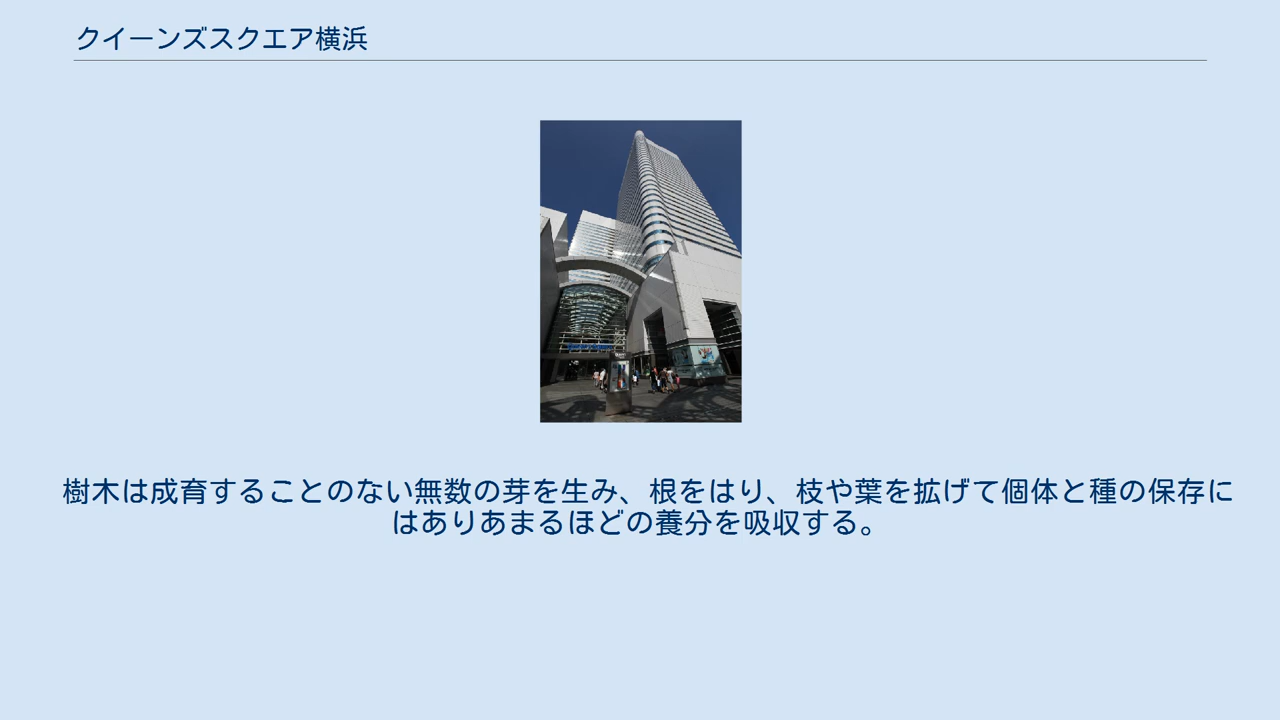 クイーンズスクエア横浜
樹木は成育することのない無数の芽を生み、根をはり、枝や葉を拡げて個体と種の保存に
はありあまるほどの養分を吸収する。